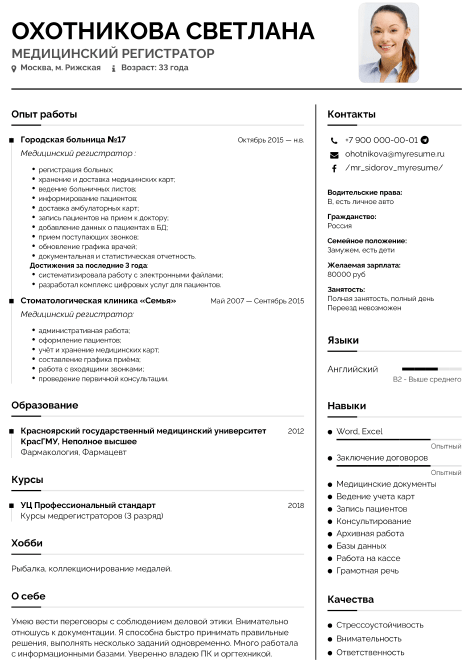 ОХОТНИКОВА СВЕТЛАНА
МЕДИЦИНСКИЙ РЕГИСТРАТОР
Москва, м. Рижская Возраст: 33 года
Опыт работы
Городская больница №17 Октябрь 2015 — н.в.
Медицинский регистратор :
регистрация больных;
хранение и доставка медицинских карт;
ведение больничных листов;
информирование пациентов;
доставка амбулаторных карт;
запись пациентов на прием к доктору;
добавление данных о пациентах в БД;
прием поступающих звонков;
обновление графика врачей;
документальная и статистическая отчетность.
Достижения за последние 3 года:
систематизировала работу с электронными файлами;
разработал комплекс цифровых услуг для пациентов.
Стоматологическая клиника «Семья» Май 2007 — Сентябрь 2015
Медицинский регистратор:
административная работа;
оформление пациентов;
учёт и хранение медицинских карт;
составление графика приёма;
работа с входящими звонками;
проведение первичной консультации.
Образование
Красноярский государственный медицинский университет 2012
КрасГМУ, Неполное высшее
Фармакология, Фармацевт
Курсы
УЦ Профессиональный стандарт 2018
Курсы медрегистраторов (3 разряд)
Хобби
Рыбалка, коллекционирование медалей.
О себе
Умею вести переговоры с соблюдением деловой этики. Внимательно
отношусь к документации. Я способна быстро принимать правильные
решения, выполнять несколько заданий одновременно. Много работала
с информационными базами. Уверенно владею ПК и оргтехникой.
Контакты
+7 900 000-00-01
ohotnikova@myresume.ru
/mr_sidorov_myresume/
Водительские права:
B, есть личное авто
Гражданство:
Россия
Семейное положение:
Замужем, есть дети
Желаемая зарплата:
80000 руб
Занятость:
Полная занятость, полный день
Переезд невозможен
Языки
Английский
B2 - Выше среднего
Навыки
Word, Excel
Опытный
Заключение договоров
Опытный
Медицинские документы
Ведение учета карт
Запись пациентов
Консультирование
Архивная работа
Базы данных
Работа на кассе
Грамотная речь
Качества
Стрессоустойчивость
Внимательность
Ответственность